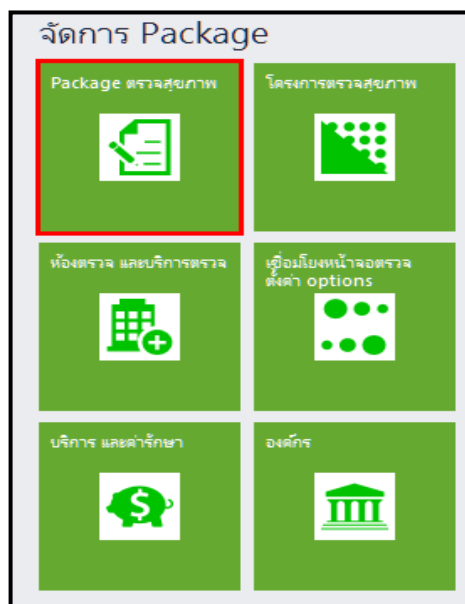 จัดการ Package
Package ตรวจสุขภาพ
โครงการตรวจสุขภาพ
ห้องตรวจ และบริการตรวจ
เชื่อมโยงหน้าจอตรวจ
ตั้งค่า options
บริการ และค่ารักษา
องค์กร